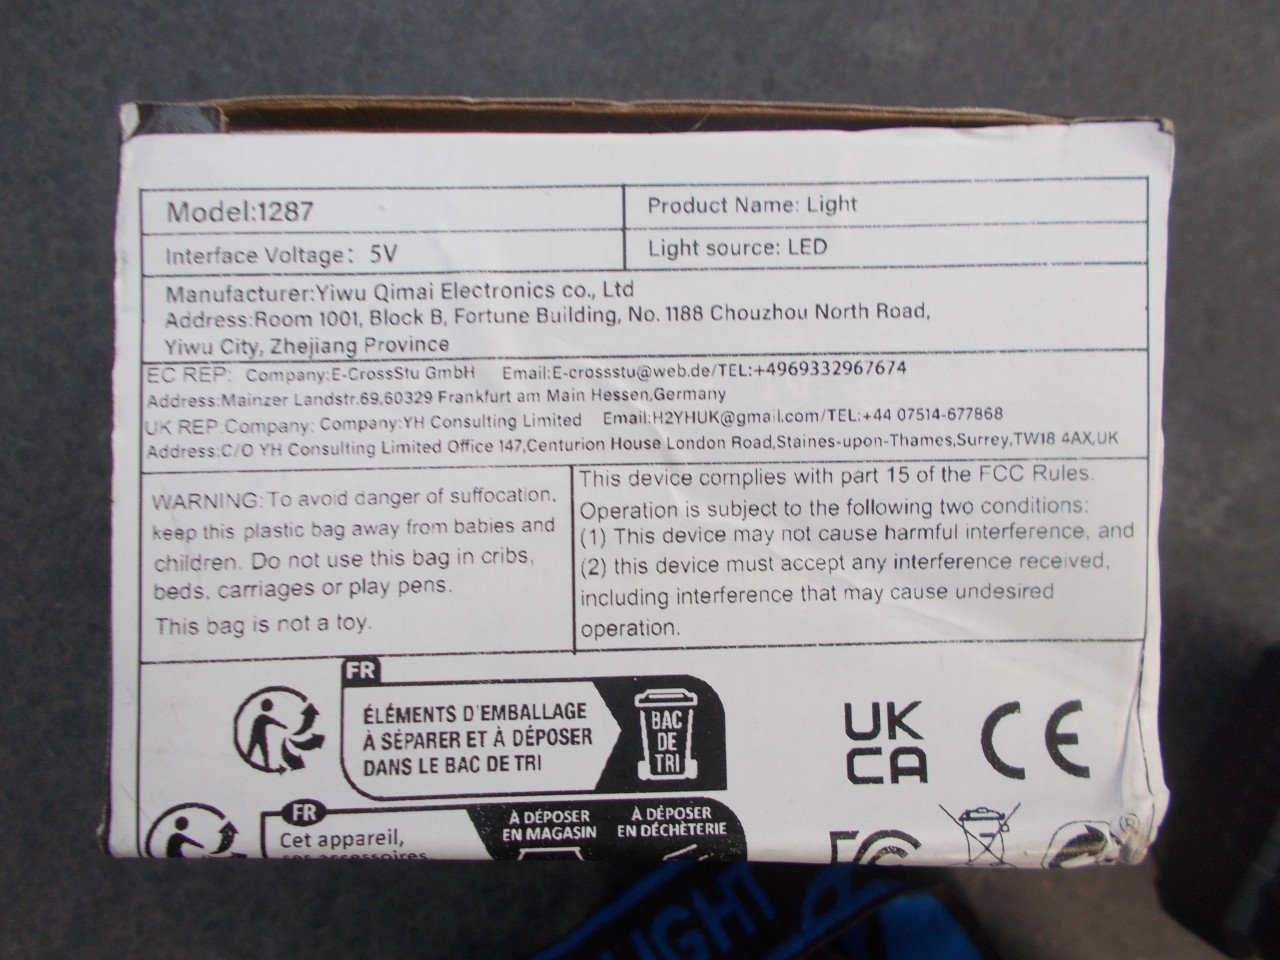 Model:1287
Product Name: Light
Interface Voltage: 5V
Light source: LED
Manufacturer:Yiwu Qimai Electronics co., Ltd
Address:Room 1001, Block B, Fortune Building, No. 1188 Chouzhou North Road,
Yiwu City, Zhejiang Province
EC REP: Company:E-CrossStu GmbH Email:E-crossstu@web.de/TEL:+4969332967674
Address:Mainzer Landstr.69,60329 Frankfurt am Main Hessen,Germany
UK REP:Company: Company:YH Consulting Limited Email:H2YHUK@gmail.com/TEL:+44 07514-677868
Address:C/O YH Consulting Limited Office 147,Centurion House London Road,Staines-upon-Thames,Surrey,TW18 4AX,UK
WARNING: To avoid danger of suffocation,
keep this plastic bag away from babies and
children. Do not use this bag in cribs,
beds, carriages or play pens.
This bag is not a toy.
This device complies with part 15 of the FCC Rules.
Operation is subject to the following two conditions:
(1) This device may not cause harmful interference, and
(2) this device must accept any interference received,
including interference that may cause undesired
operation.
FR
ÉLÉMENTS D'EMBALLAGE
À SÉPARER ET À DÉPOSER
DANS LE BAC DE TRI
BAC
DE
TRI
UK
CA
CE
FR
Cet appareil,
ses accessoires
À DÉPOSER
EN MAGASIN
À DÉPOSER
EN DÉCHÈTERIE
FC
®
LIGHT